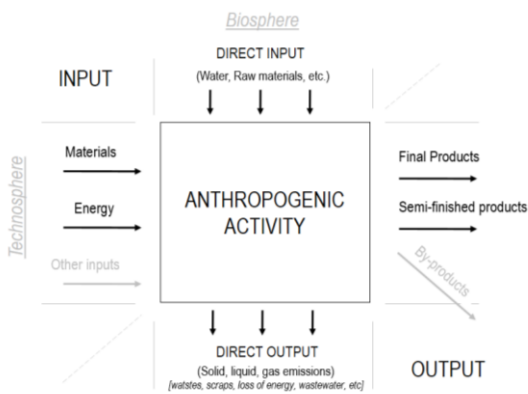 Biosphere
DIRECT INPUT
(Water, Raw materials, etc.)
INPUT
Technosphere
Materials
Energy
Other inputs
ANTHROPOGENIC
ACTIVITY
Final Products
Semi-finished products
By-products
DIRECT OUTPUT
(Solid, liquid, gas emissions)
[watstes, scraps, loss of energy, wastewater, etc]
OUTPUT